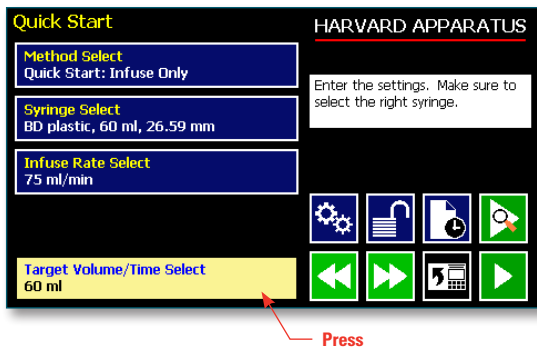 Quick Start
Method Select
Quick Start: Infuse Only
Syringe Select
BD plastic, 60 ml, 26.59 mm
Infuse Rate Select
75 ml/min
Target Volume/Time Select
60 ml
HARVARD APPARATUS
Enter the settings. Make sure to
select the right syringe.
Press